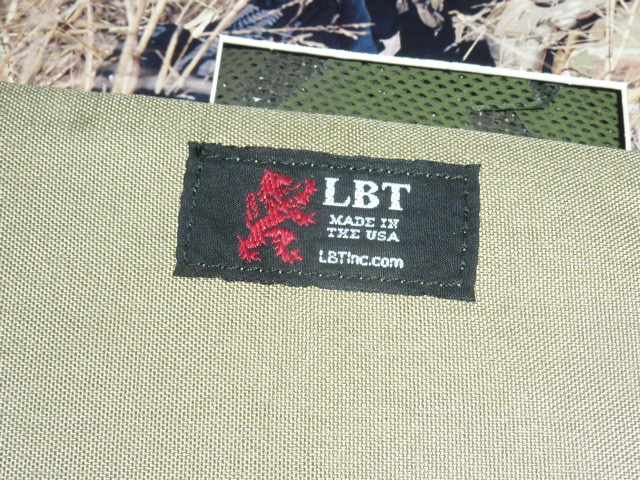 LBT
MADE IN
THE USA
LBTInc.com